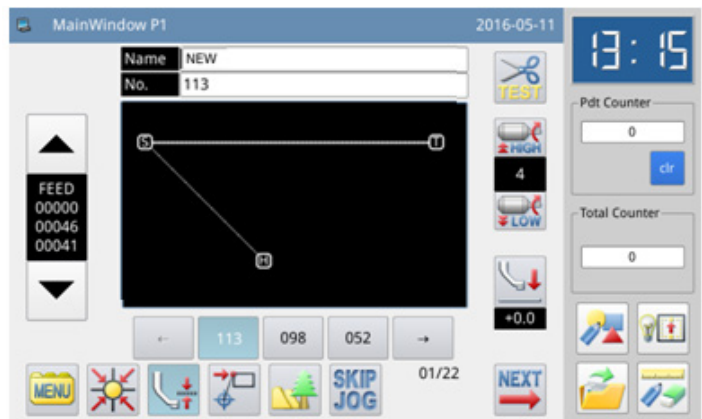 MainWindow P1
2016-05-11
13:15
Name NEW
No. 113
TEST
Pdt Counter
0
clr
S
T
H
HIGH
4
LOW
FEED
00000
00046
00041
Total Counter
0
+0.0
← 113 098 052 →
01/22
MENU
SKIP
JOG
NEXT